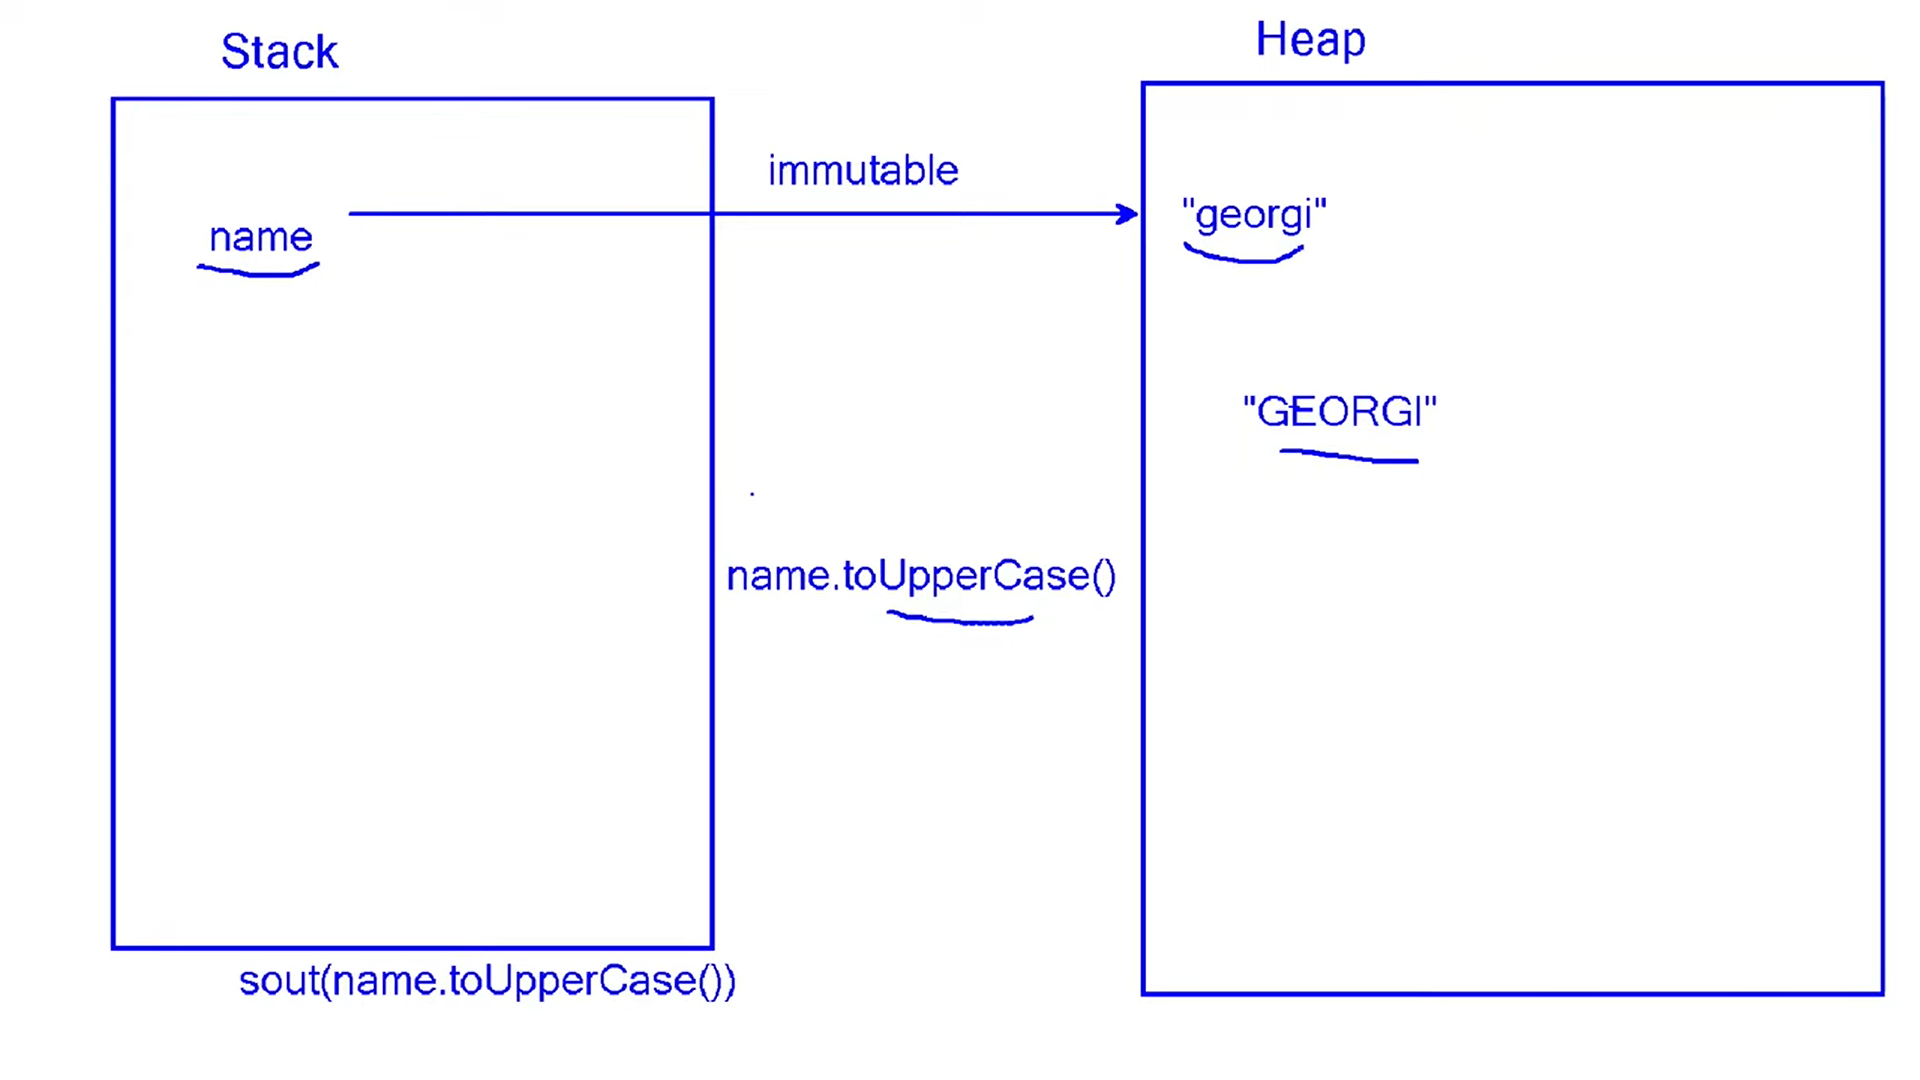 Stack
Heap
immutable
name
"georgi"
"GEORGI"
name.toUpperCase()
sout(name.toUpperCase())